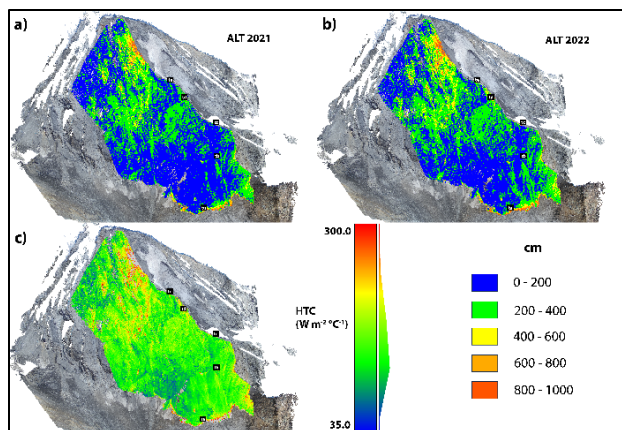 a)
ALT 2021
b)
ALT 2022
c)
300.0
HTC
(W m⁻² °C⁻¹)
35.0
cm
0 - 200
200 - 400
400 - 600
600 - 800
800 - 1000